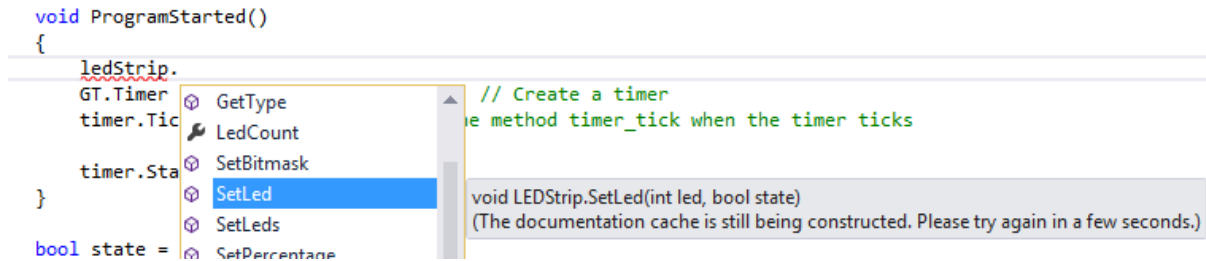 void ProgramStarted()
{
ledStrip.
GT.Timer // Create a timer
timer.Tic e method timer_tick when the timer ticks
timer.Sta
}
bool state =
GetType
LedCount
SetBitmask
SetLed
SetLeds
SetPercentage
void LEDStrip.SetLed(int led, bool state)
(The documentation cache is still being constructed. Please try again in a few seconds.)